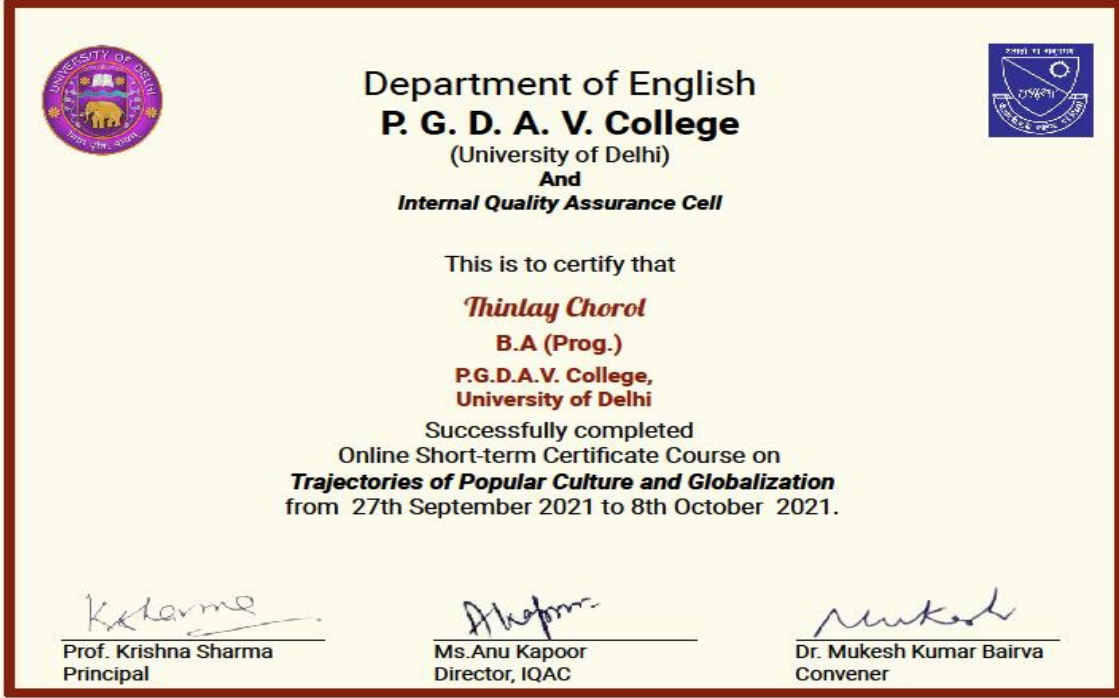 UNIVERSITY OF DELHI
Department of English
P. G. D. A. V. College
(University of Delhi)
And
Internal Quality Assurance Cell
This is to certify that
Thinlay Chorol
B.A (Prog.)
P.G.D.A.V. College,
University of Delhi
Successfully completed
Online Short-term Certificate Course on
Trajectories of Popular Culture and Globalization
from 27th September 2021 to 8th October 2021.
Prof. Krishna Sharma
Principal
Ms.Anu Kapoor
Director, IQAC
Dr. Mukesh Kumar Bairva
Convener